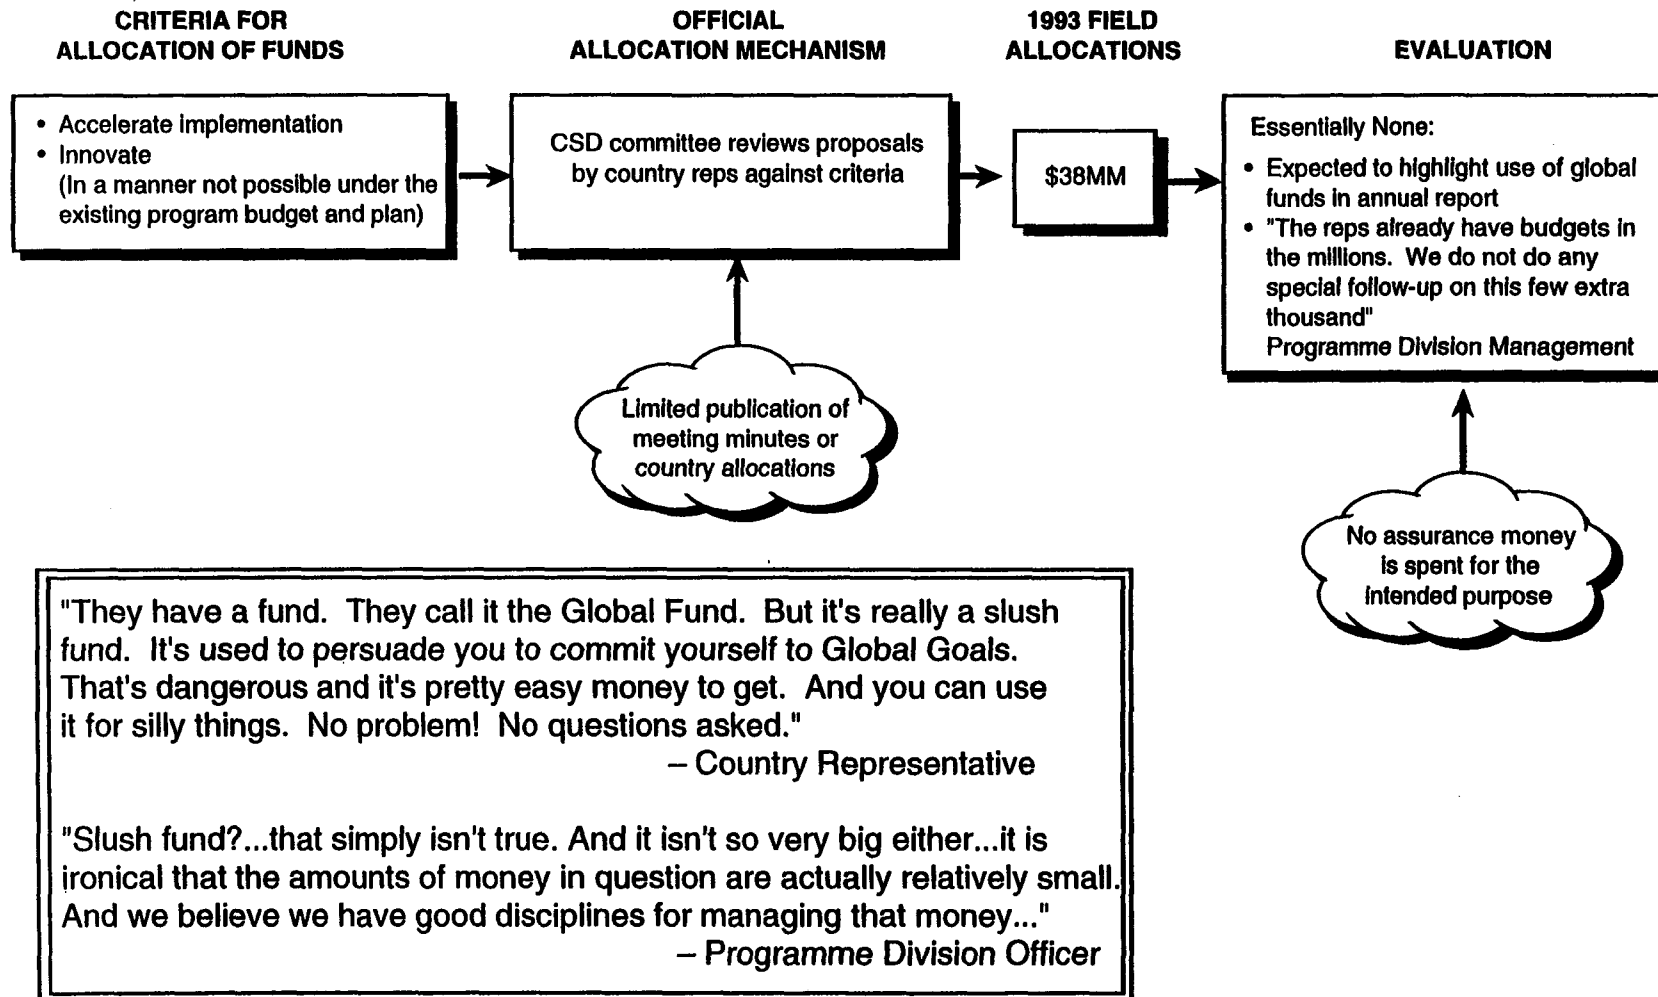 CRITERIA FOR
ALLOCATION OF FUNDS
OFFICIAL
ALLOCATION MECHANISM
1993 FIELD
ALLOCATIONS
EVALUATION
• Accelerate implementation
• Innovate
(In a manner not possible under the
existing program budget and plan)
CSD committee reviews proposals
by country reps against criteria
$38MM
Essentially None:
• Expected to highlight use of global
funds in annual report
• "The reps already have budgets in
the millions. We do not do any
special follow-up on this few extra
thousand"
Programme Division Management
Limited publication of
meeting minutes or
country allocations
No assurance money
is spent for the
intended purpose
"They have a fund. They call it the Global Fund. But it's really a slush
fund. It's used to persuade you to commit yourself to Global Goals.
That's dangerous and it's pretty easy money to get. And you can use
it for silly things. No problem! No questions asked."
– Country Representative
"Slush fund?...that simply isn't true. And it isn't so very big either...it is
ironical that the amounts of money in question are actually relatively small.
And we believe we have good disciplines for managing that money..."
– Programme Division Officer